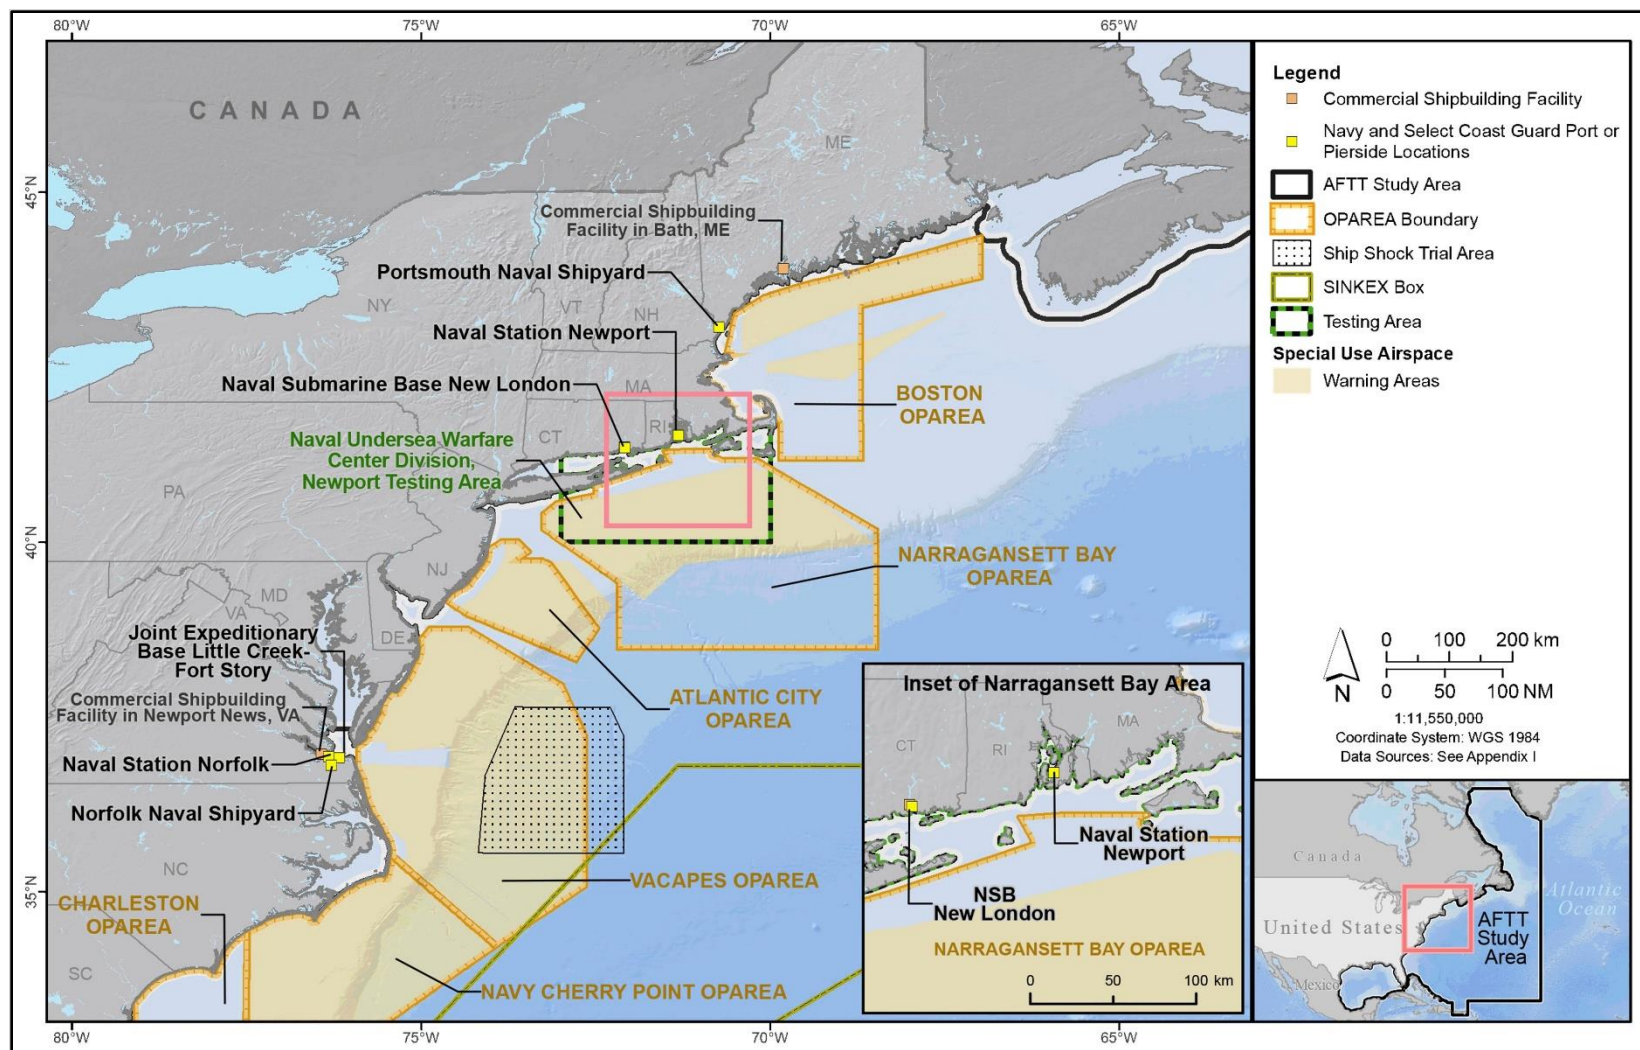 80°W
75°W
70°W
65°W
45°N
40°N
35°N
80°W
75°W
70°W
65°W
CANADA
ME
NY
VT
NH
MA
RI
CT
PA
NJ
MD
VA
DE
NC
SC
Commercial Shipbuilding
Facility in Bath, ME
Portsmouth Naval Shipyard
Naval Station Newport
Naval Submarine Base New London
Naval Undersea Warfare
Center Division,
Newport Testing Area
BOSTON
OPAREA
NARRAGANSETT BAY
OPAREA
Joint Expeditionary
Base Little Creek-
Fort Story
Commercial Shipbuilding
Facility in Newport News, VA
Naval Station Norfolk
Norfolk Naval Shipyard
ATLANTIC CITY
OPAREA
VACAPES OPAREA
CHARLESTON
OPAREA
NAVY CHERRY POINT OPAREA
Inset of Narragansett Bay Area
CT
RI
MA
Naval Station
Newport
NSB
New London
NARRAGANSETT BAY OPAREA
0 50 100 km
Legend
Commercial Shipbuilding Facility
Navy and Select Coast Guard Port or
Pierside Locations
AFTT Study Area
OPAREA Boundary
Ship Shock Trial Area
SINKEX Box
Testing Area
Special Use Airspace
Warning Areas
N
0 100 200 km
0 50 100 NM
1:11,550,000
Coordinate System: WGS 1984
Data Sources: See Appendix I
Canada
United States
Mexico
Atlantic
Ocean
AFTT
Study
Area